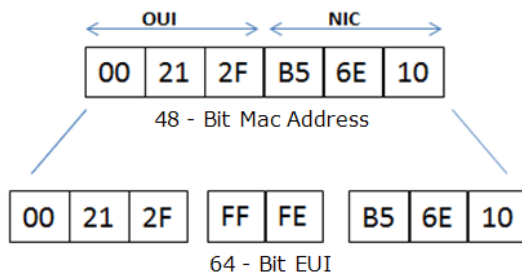 OUI NIC
00 21 2F B5 6E 10
48 - Bit Mac Address
00 21 2F FF FE B5 6E 10
64 - Bit EUI